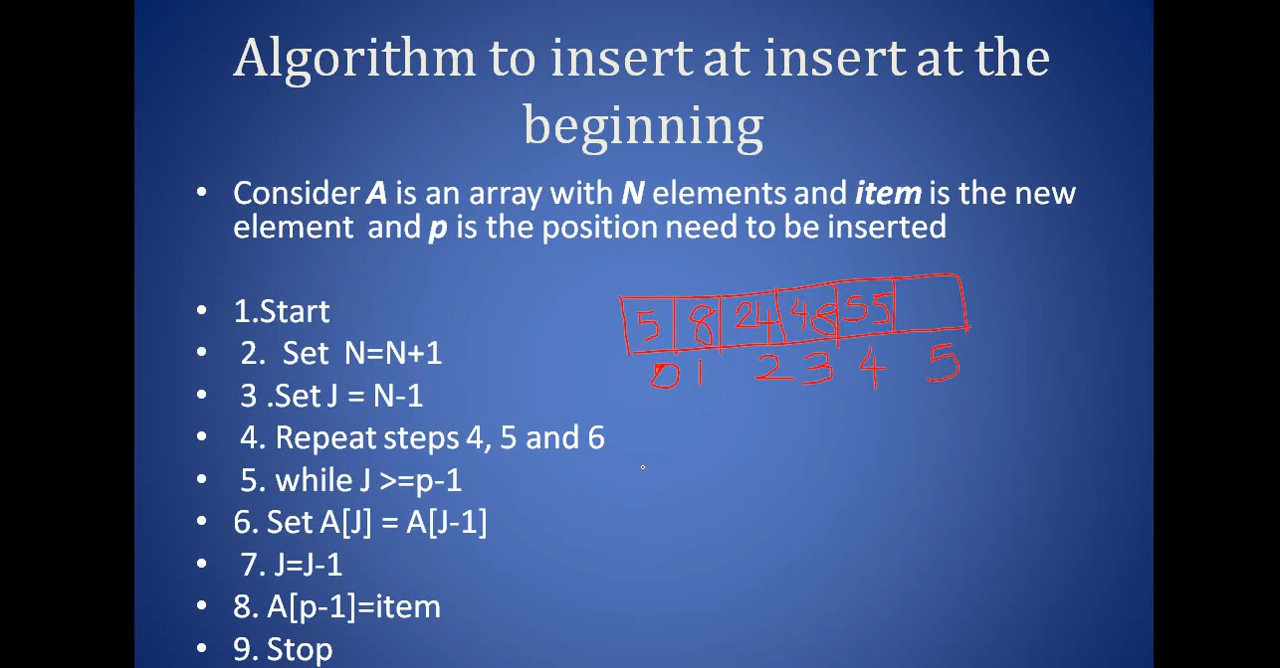 Algorithm to insert at insert at the
beginning
• Consider A is an array with N elements and item is the new
element and p is the position need to be inserted
• 1.Start
• 2. Set N=N+1
• 3 .Set J = N-1
• 4. Repeat steps 4, 5 and 6
• 5. while J >=p-1
• 6. Set A[J] = A[J-1]
• 7. J=J-1
• 8. A[p-1]=item
• 9. Stop
5 8 24 48 55
0 1 2 3 4 5